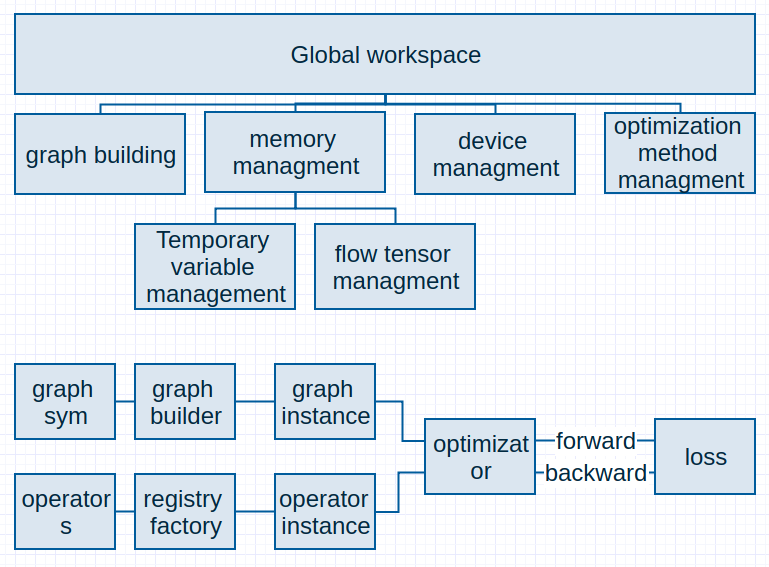 Global workspace
graph building
memory
managment
device
managment
optimization
method
managment
Temporary
variable
management
flow tensor
managment
graph
sym
graph
builder
graph
instance
optimizat
or
forward
backward
loss
operator
s
registry
factory
operator
instance